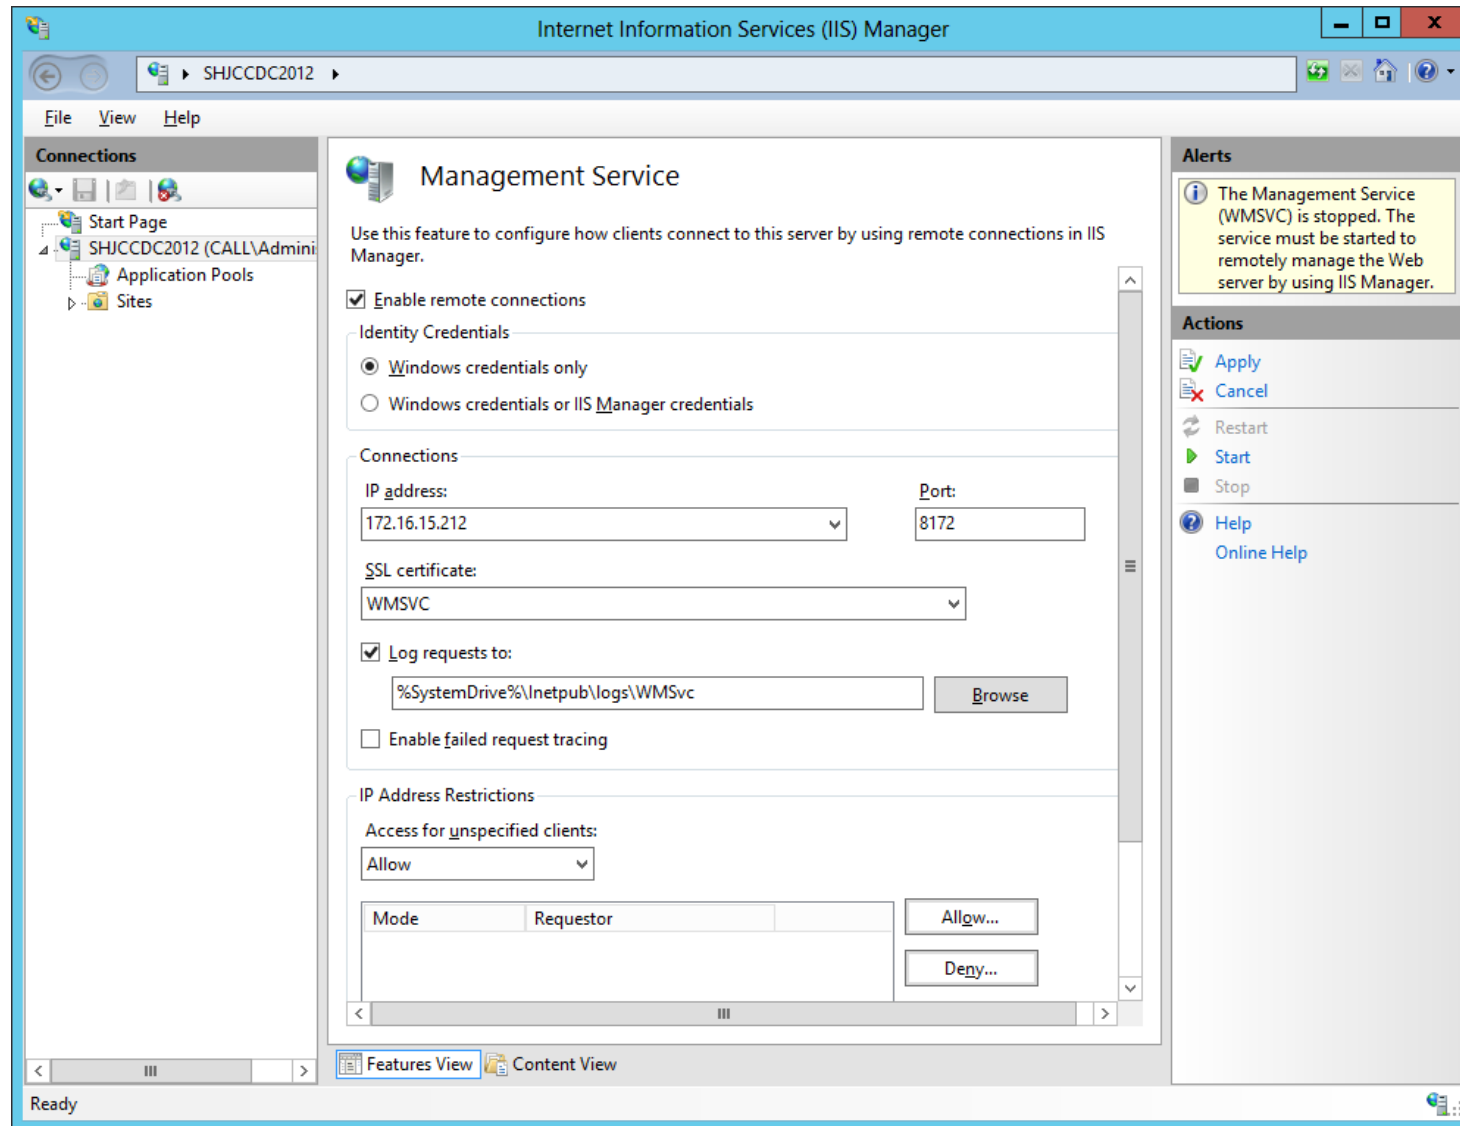 Internet Information Services (IIS) Manager
SHJCCDC2012
File View Help
Connections
Start Page
SHJCCDC2012 (CALL\Admini
Application Pools
Sites
Management Service
Use this feature to configure how clients connect to this server by using remote connections in IIS
Manager.
Enable remote connections
Identity Credentials
Windows credentials only
Windows credentials or IIS Manager credentials
Connections
IP address: Port:
172.16.15.212 8172
SSL certificate:
WMSVC
Log requests to:
%SystemDrive%\Inetpub\logs\WMSvc Browse
Enable failed request tracing
IP Address Restrictions
Access for unspecified clients:
Allow
Mode Requestor
Allow...
Deny...
Features View Content View
Alerts
The Management Service
(WMSVC) is stopped. The
service must be started to
remotely manage the Web
server by using IIS Manager.
Actions
Apply
Cancel
Restart
Start
Stop
Help
Online Help
Ready